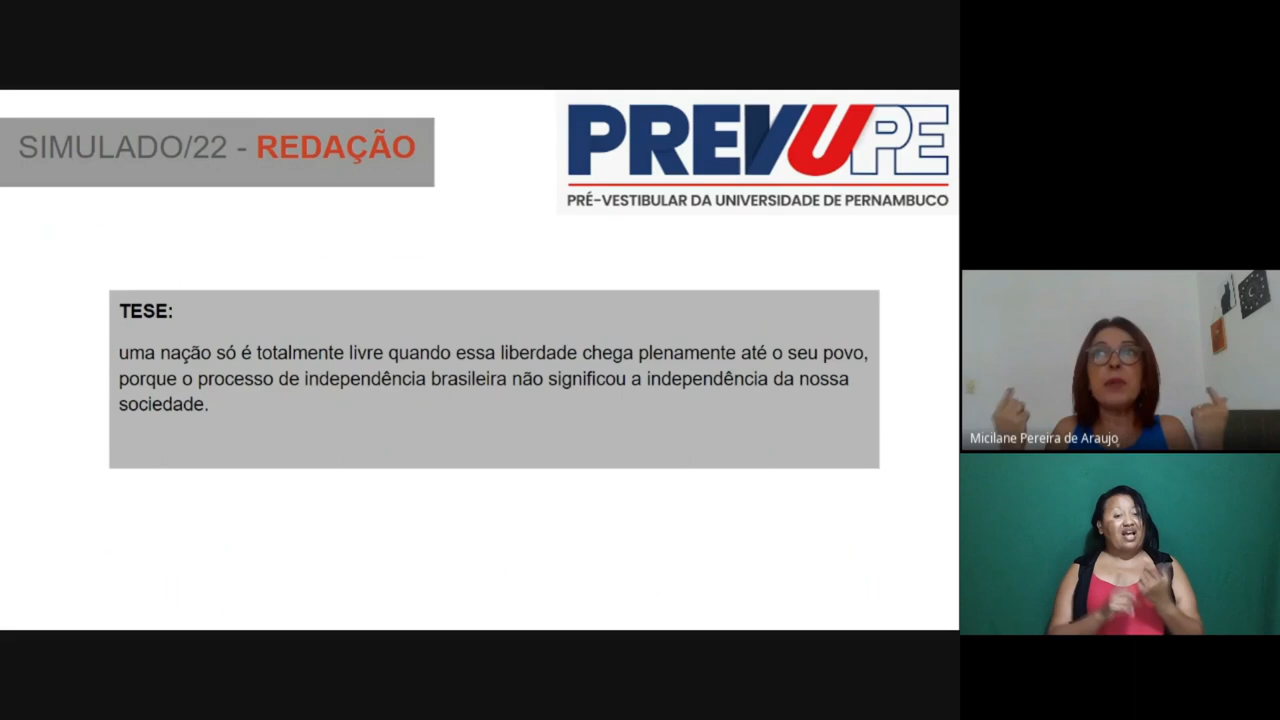 SIMULADO/22 - REDAÇÃO
PREVUPE
PRÉ-VESTIBULAR DA UNIVERSIDADE DE PERNAMBUCO
TESE:
uma nação só é totalmente livre quando essa liberdade chega plenamente até o seu povo,
porque o processo de independência brasileira não significou a independência da nossa
sociedade.
Micilane Pereira de Araujo